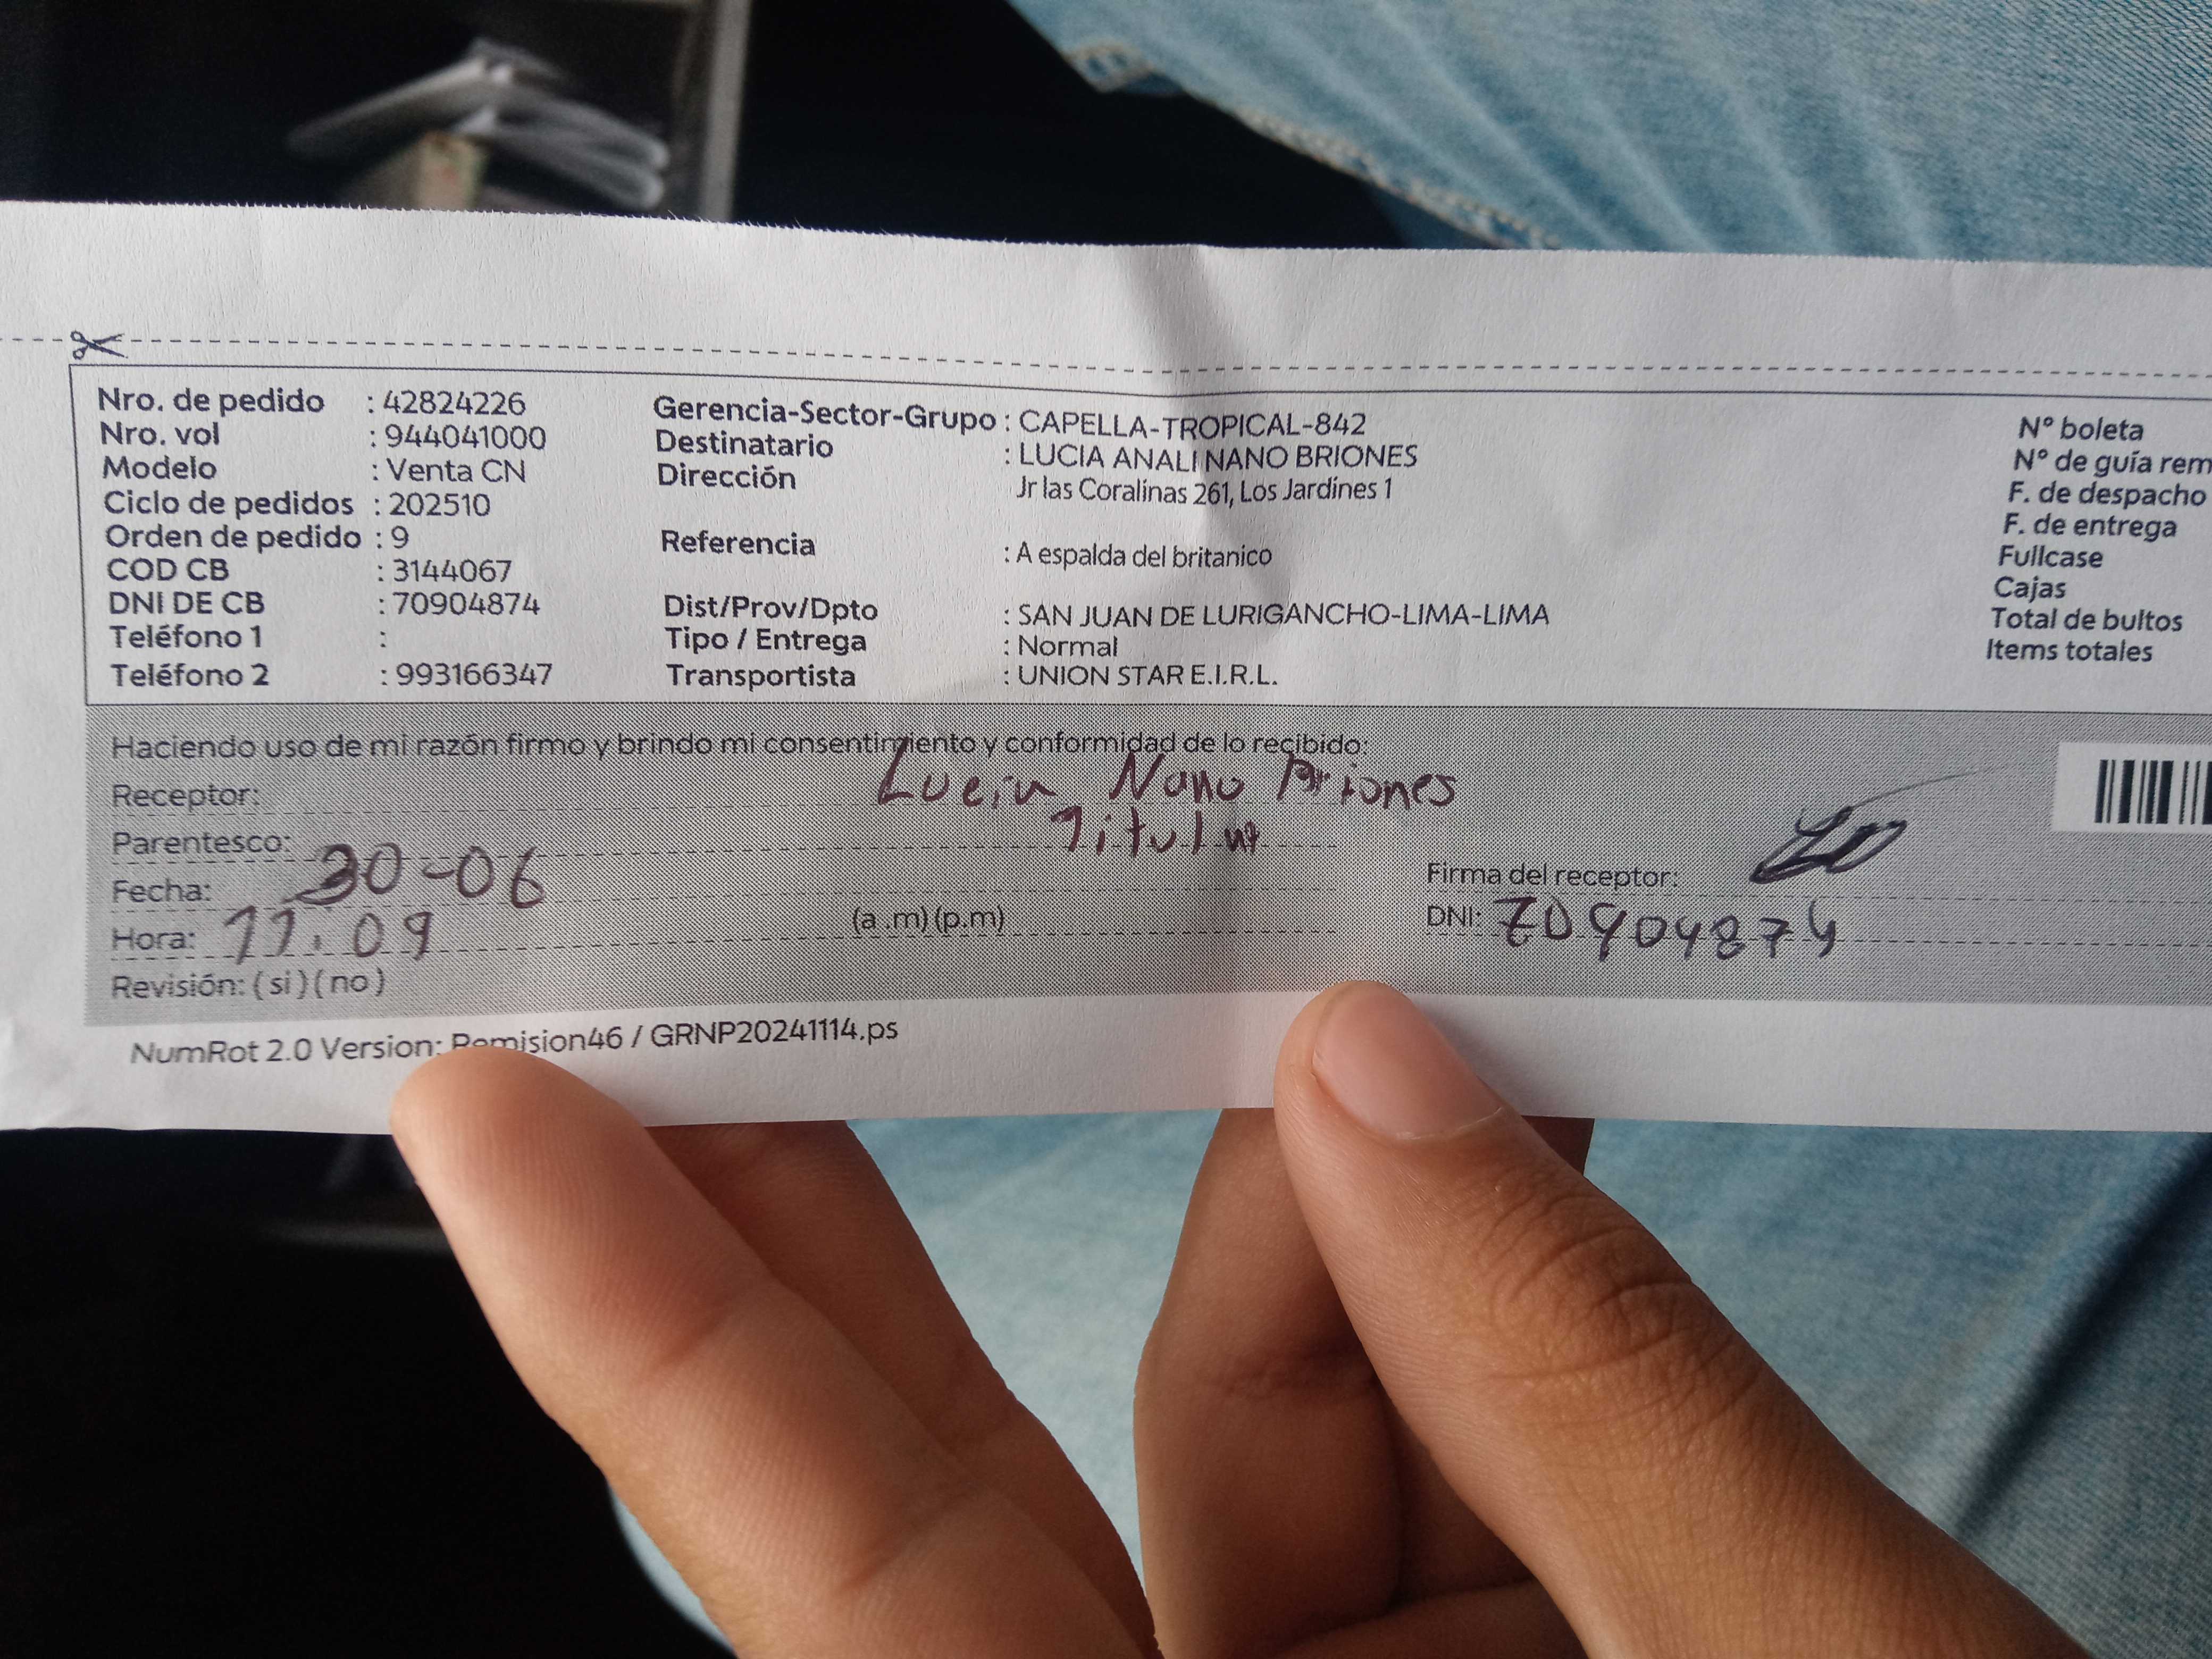 Nro. de pedido : 42824226
Nro. vol : 944041000
Modelo : Venta CN
Ciclo de pedidos : 202510
Orden de pedido : 9
COD CB : 3144067
DNI DE CB : 70904874
Teléfono 1 :
Teléfono 2 : 993166347
Gerencia-Sector-Grupo : CAPELLA-TROPICAL-842
Destinatario : LUCIA ANALI NANO BRIONES
Dirección Jr las Coralinas 261, Los Jardines 1
Referencia : A espalda del britanico
Dist/Prov/Dpto : SAN JUAN DE LURIGANCHO-LIMA-LIMA
Tipo / Entrega : Normal
Transportista : UNION STAR E.I.R.L.
N° boleta
N° de guía rem
F. de despacho
F. de entrega
Fullcase
Cajas
Total de bultos
Items totales
Haciendo uso de mi razón firmo y brindo mi consentimiento y conformidad de lo recibido:
Receptor: Lucia Nano Briones
Parentesco: Titular
Fecha: 30-06
Hora: 11:09 (a .m) (p.m)
Revisión: ( si ) ( no )
Firma del receptor:
DNI: 70904874
NumRot 2.0 Version: Remision46 / GRNP20241114.ps